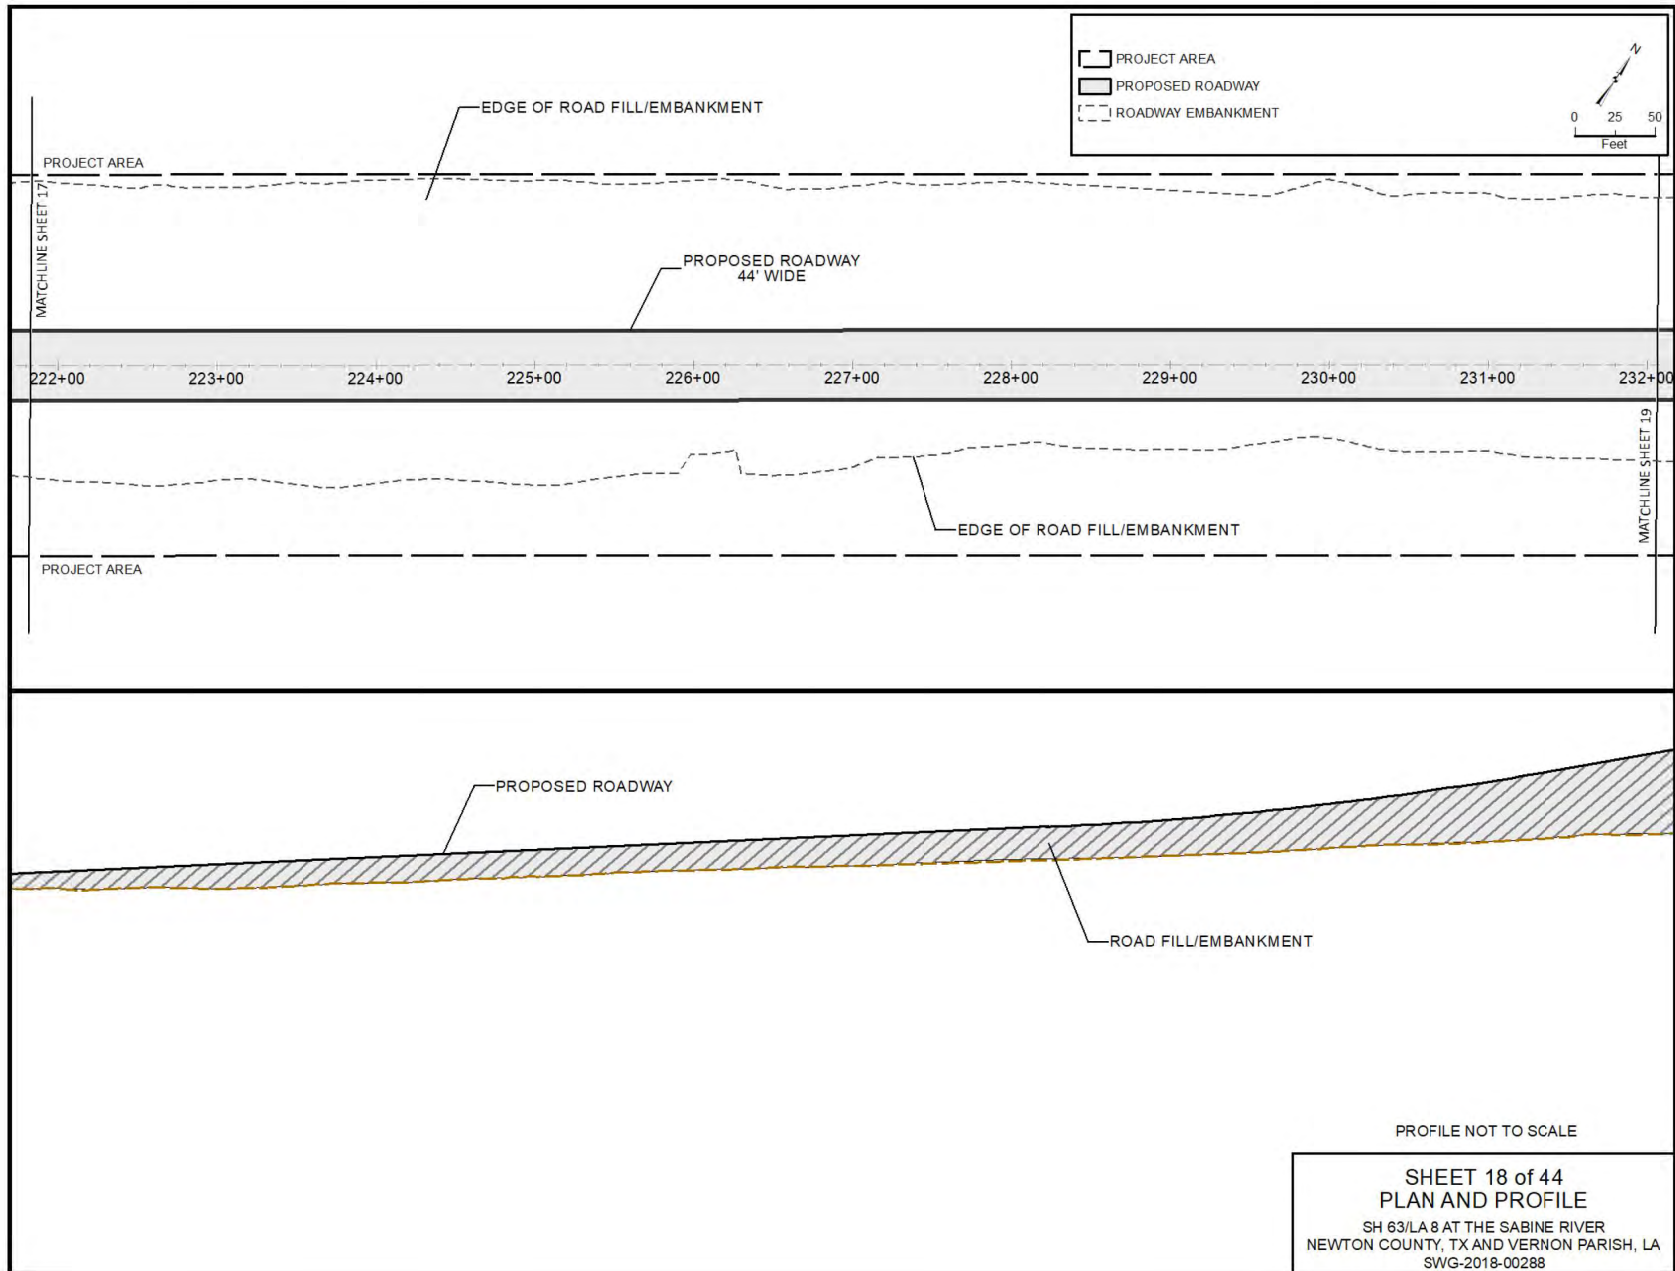 PROJECT AREA
PROPOSED ROADWAY
ROADWAY EMBANKMENT
N
0 25 50
Feet
EDGE OF ROAD FILL/EMBANKMENT
PROJECT AREA
MATCHLINE SHEET 17
PROPOSED ROADWAY
44' WIDE
222+00 223+00 224+00 225+00 226+00 227+00 228+00 229+00 230+00 231+00 232+00
MATCHLINE SHEET 19
EDGE OF ROAD FILL/EMBANKMENT
PROJECT AREA
PROPOSED ROADWAY
ROAD FILL/EMBANKMENT
PROFILE NOT TO SCALE
SHEET 18 of 44
PLAN AND PROFILE
SH 63/LA 8 AT THE SABINE RIVER
NEWTON COUNTY, TX AND VERNON PARISH, LA
SWG-2018-00288